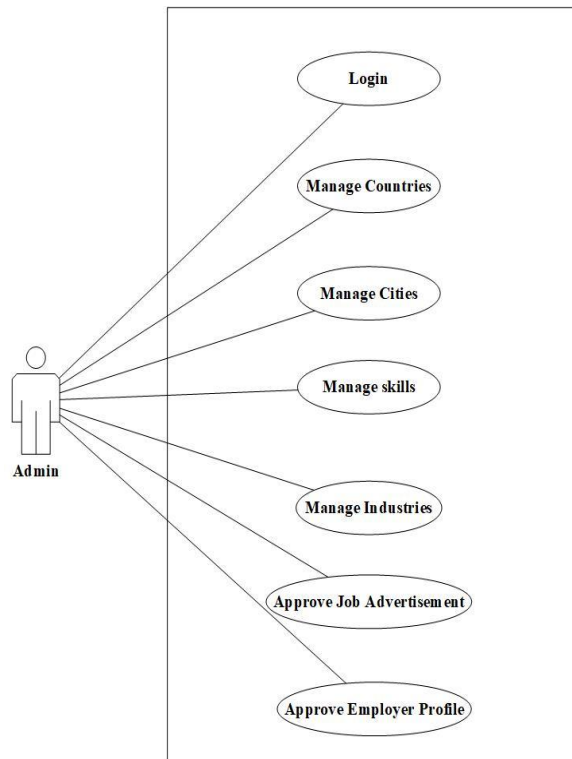 Login
Manage Countries
Manage Cities
Manage skills
Admin
Manage Industries
Approve Job Advertisement
Approve Employer Profile